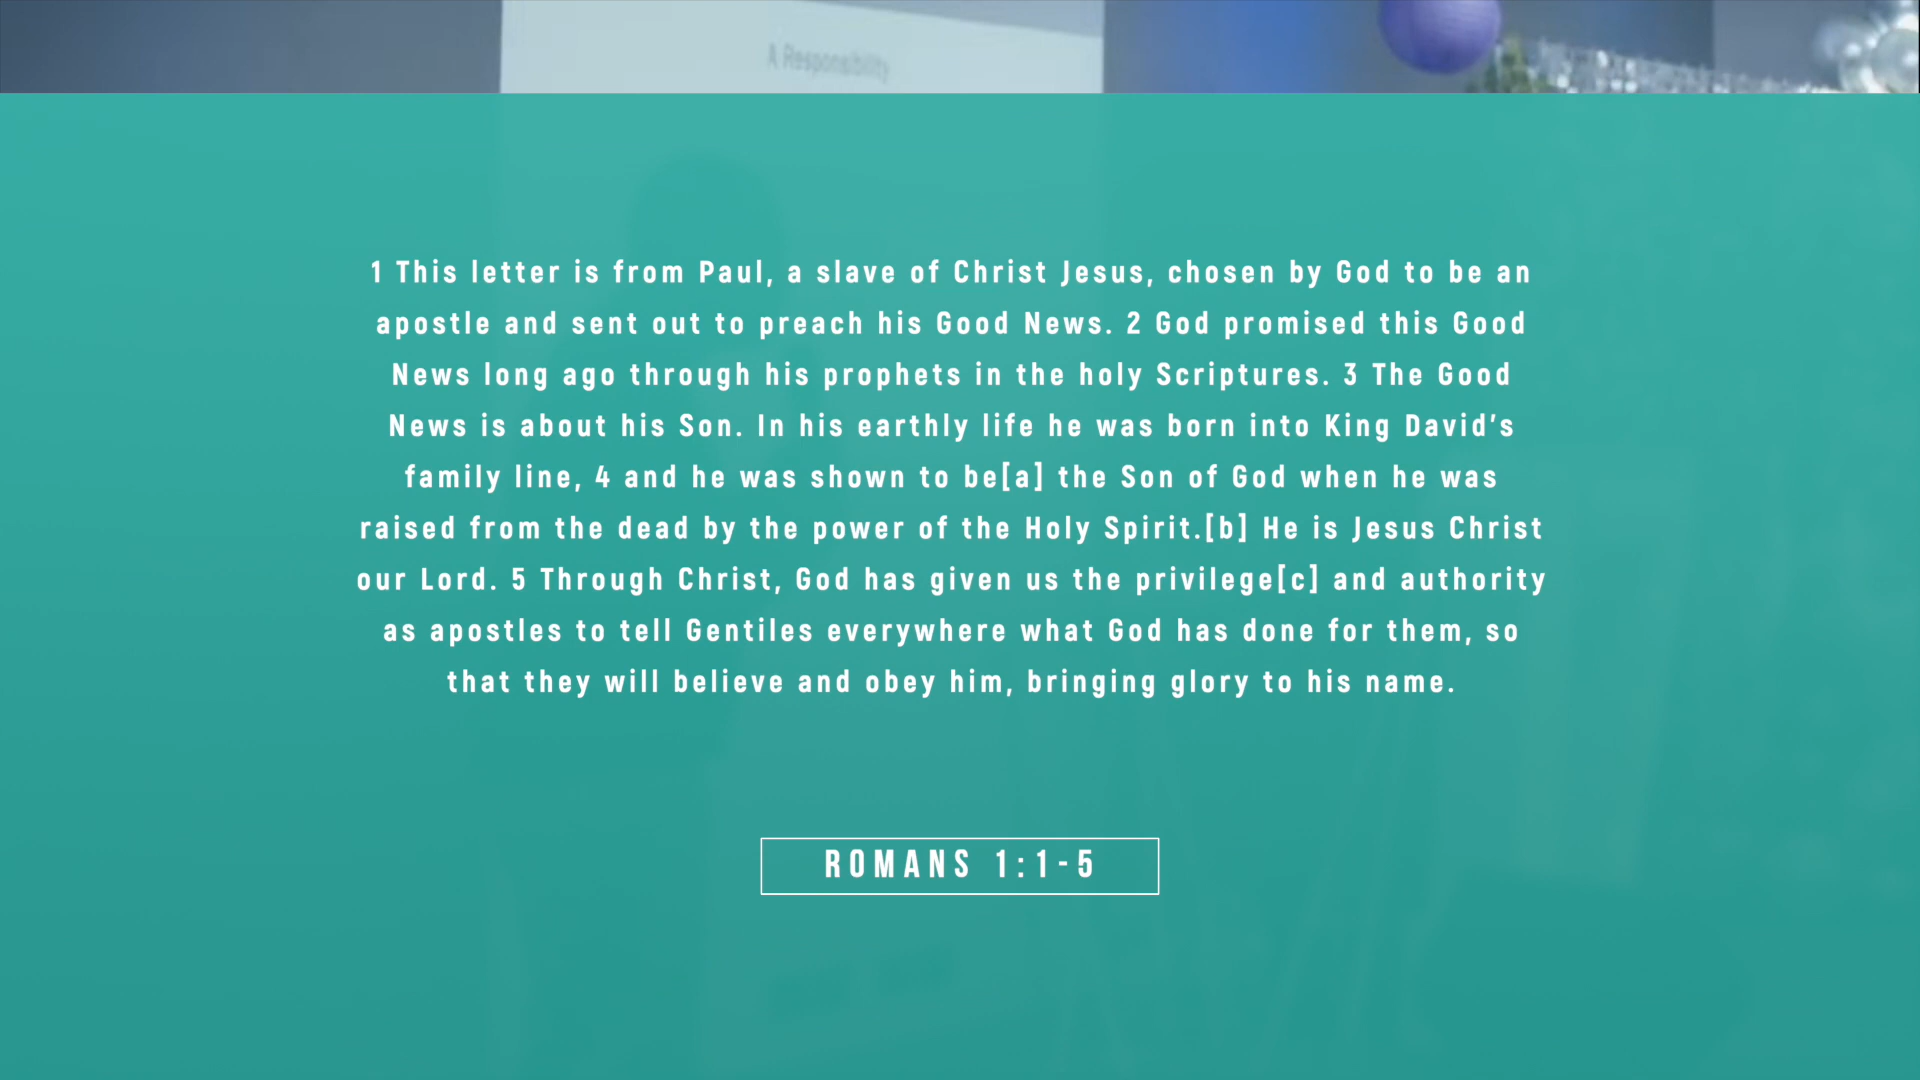 A Responsibility
1 This letter is from Paul, a slave of Christ Jesus, chosen by God to be an
apostle and sent out to preach his Good News. 2 God promised this Good
News long ago through his prophets in the holy Scriptures. 3 The Good
News is about his Son. In his earthly life he was born into King David’s
family line, 4 and he was shown to be[a] the Son of God when he was
raised from the dead by the power of the Holy Spirit.[b] He is Jesus Christ
our Lord. 5 Through Christ, God has given us the privilege[c] and authority
as apostles to tell Gentiles everywhere what God has done for them, so
that they will believe and obey him, bringing glory to his name.
ROMANS 1:1-5